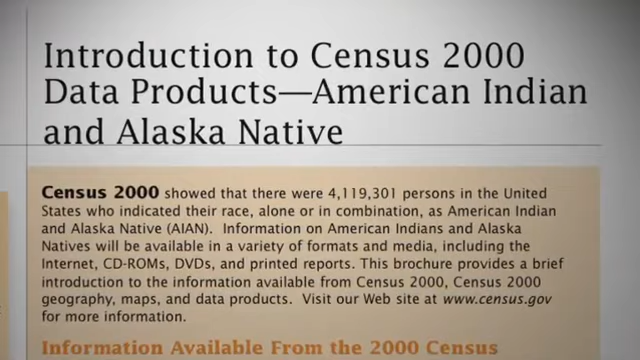 Introduction to Census 2000
Data Products—American Indian
and Alaska Native
Census 2000 showed that there were 4,119,301 persons in the United
States who indicated their race, alone or in combination, as American Indian
and Alaska Native (AIAN).  Information on American Indians and Alaska
Natives will be available in a variety of formats and media, including the
Internet, CD-ROMs, DVDs, and printed reports. This brochure provides a brief
introduction to the information available from Census 2000, Census 2000
geography, maps, and data products.  Visit our Web site at www.census.gov
for more information.
Information Available From the 2000 Census